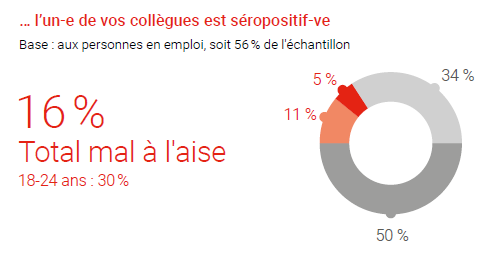 ... l'un-e de vos collègues est séropositif-ve
Base : aux personnes en emploi, soit 56 % de l'échantillon
16 %
Total mal à l'aise
18-24 ans : 30 %
5 %
34 %
11 %
50 %